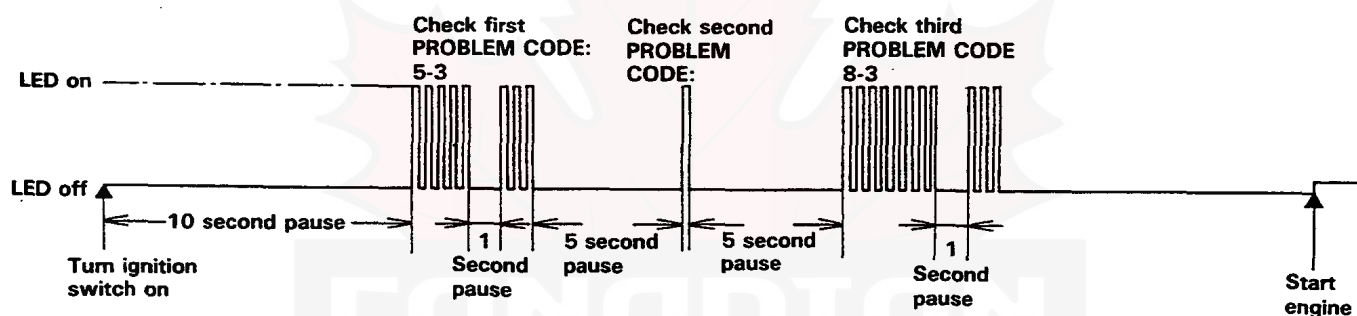 Check first
PROBLEM CODE:
5-3
Check second
PROBLEM
CODE:
Check third
PROBLEM CODE
8-3
LED on
LED off
10 second pause
1
Second
pause
5 second
pause
5 second
pause
1
Second
pause
Turn ignition
switch on
Start
engine